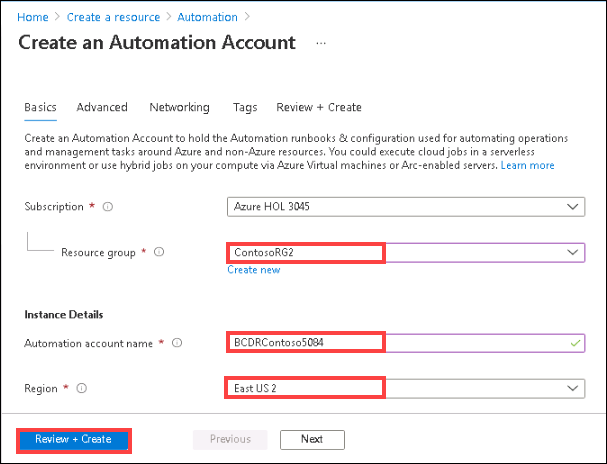 Home > Create a resource > Automation >
Create an Automation Account ...
Basics Advanced Networking Tags Review + Create
Create an Automation Account to hold the Automation runbooks & configuration used for automating operations
and management tasks around Azure and non-Azure resources. You could execute cloud jobs in a serverless
environment or use hybrid jobs on your compute via Azure Virtual machines or Arc-enabled servers. Learn more
Subscription * Azure HOL 3045
Resource group * ContosoRG2
Create new
Instance Details
Automation account name * BCDRContoso5084
Region * East US 2
Review + Create Previous Next